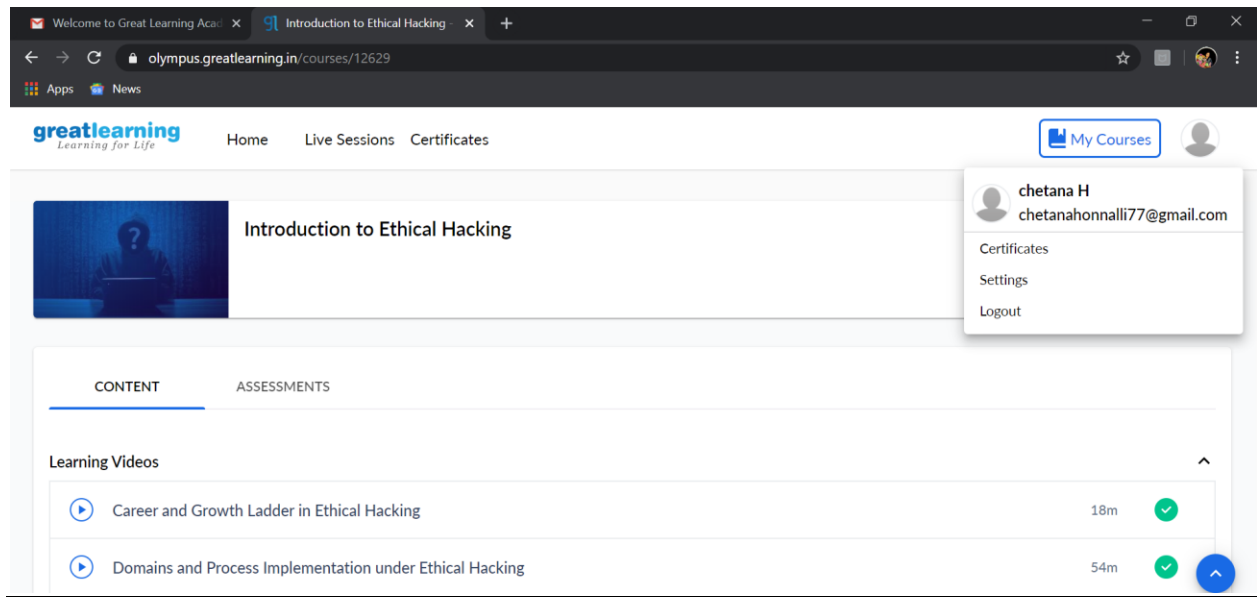 Welcome to Great Learning Acad
Introduction to Ethical Hacking -
olympus.greatlearning.in/courses/12629
Apps News
greatlearning
Learning for Life
Home Live Sessions Certificates
My Courses
chetana H
chetanahonnalli77@gmail.com
Certificates
Settings
Logout
?
Introduction to Ethical Hacking
CONTENT ASSESSMENTS
Learning Videos
Career and Growth Ladder in Ethical Hacking 18m
Domains and Process Implementation under Ethical Hacking 54m